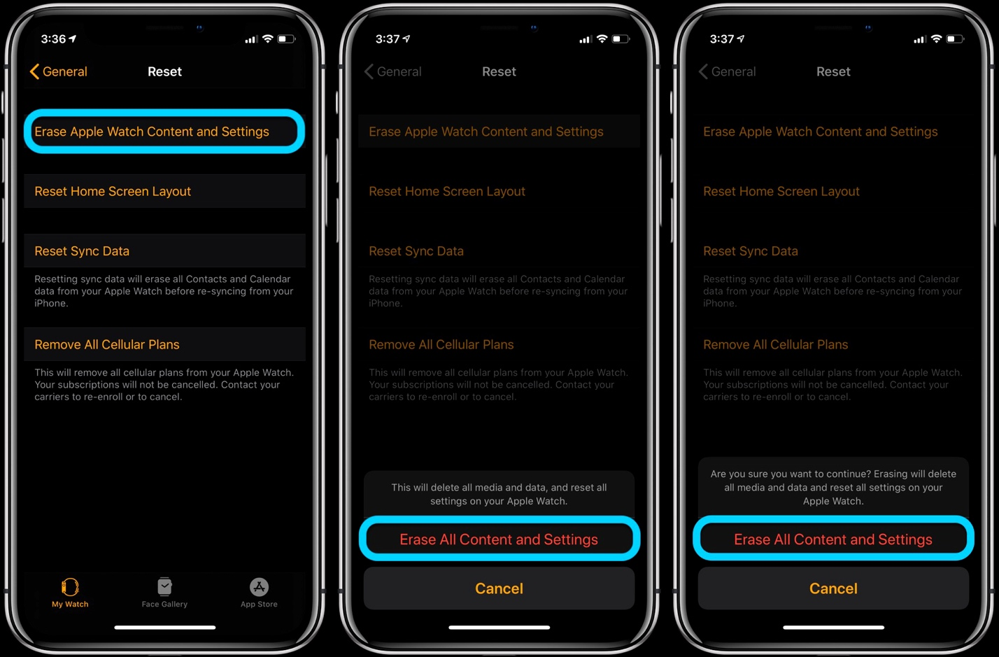 3:36
General
Reset
Erase Apple Watch Content and Settings
Reset Home Screen Layout
Reset Sync Data
Resetting sync data will erase all Contacts and Calendar
data from your Apple Watch before re-syncing from your
iPhone.
Remove All Cellular Plans
This will remove all cellular plans from your Apple Watch.
Your subscriptions will not be cancelled. Contact your
carriers to re-enroll or to cancel.
My Watch
Face Gallery
App Store
3:37
General
Reset
Erase Apple Watch Content and Settings
Reset Home Screen Layout
Reset Sync Data
Resetting sync data will erase all Contacts and Calendar
data from your Apple Watch before re-syncing from your
iPhone.
Remove All Cellular Plans
This will remove all cellular plans from your Apple Watch.
Your subscriptions will not be cancelled. Contact your
carriers to re-enroll or to cancel.
This will delete all media and data, and reset all
settings on your Apple Watch.
Erase All Content and Settings
Cancel
3:37
General
Reset
Erase Apple Watch Content and Settings
Reset Home Screen Layout
Reset Sync Data
Resetting sync data will erase all Contacts and Calendar
data from your Apple Watch before re-syncing from your
iPhone.
Remove All Cellular Plans
This will remove all cellular plans from your Apple Watch.
Your subscriptions will not be cancelled. Contact your
carriers to re-enroll or to cancel.
Are you sure you want to continue? Erasing will delete
all media and data and reset all settings on your
Apple Watch.
Erase All Content and Settings
Cancel